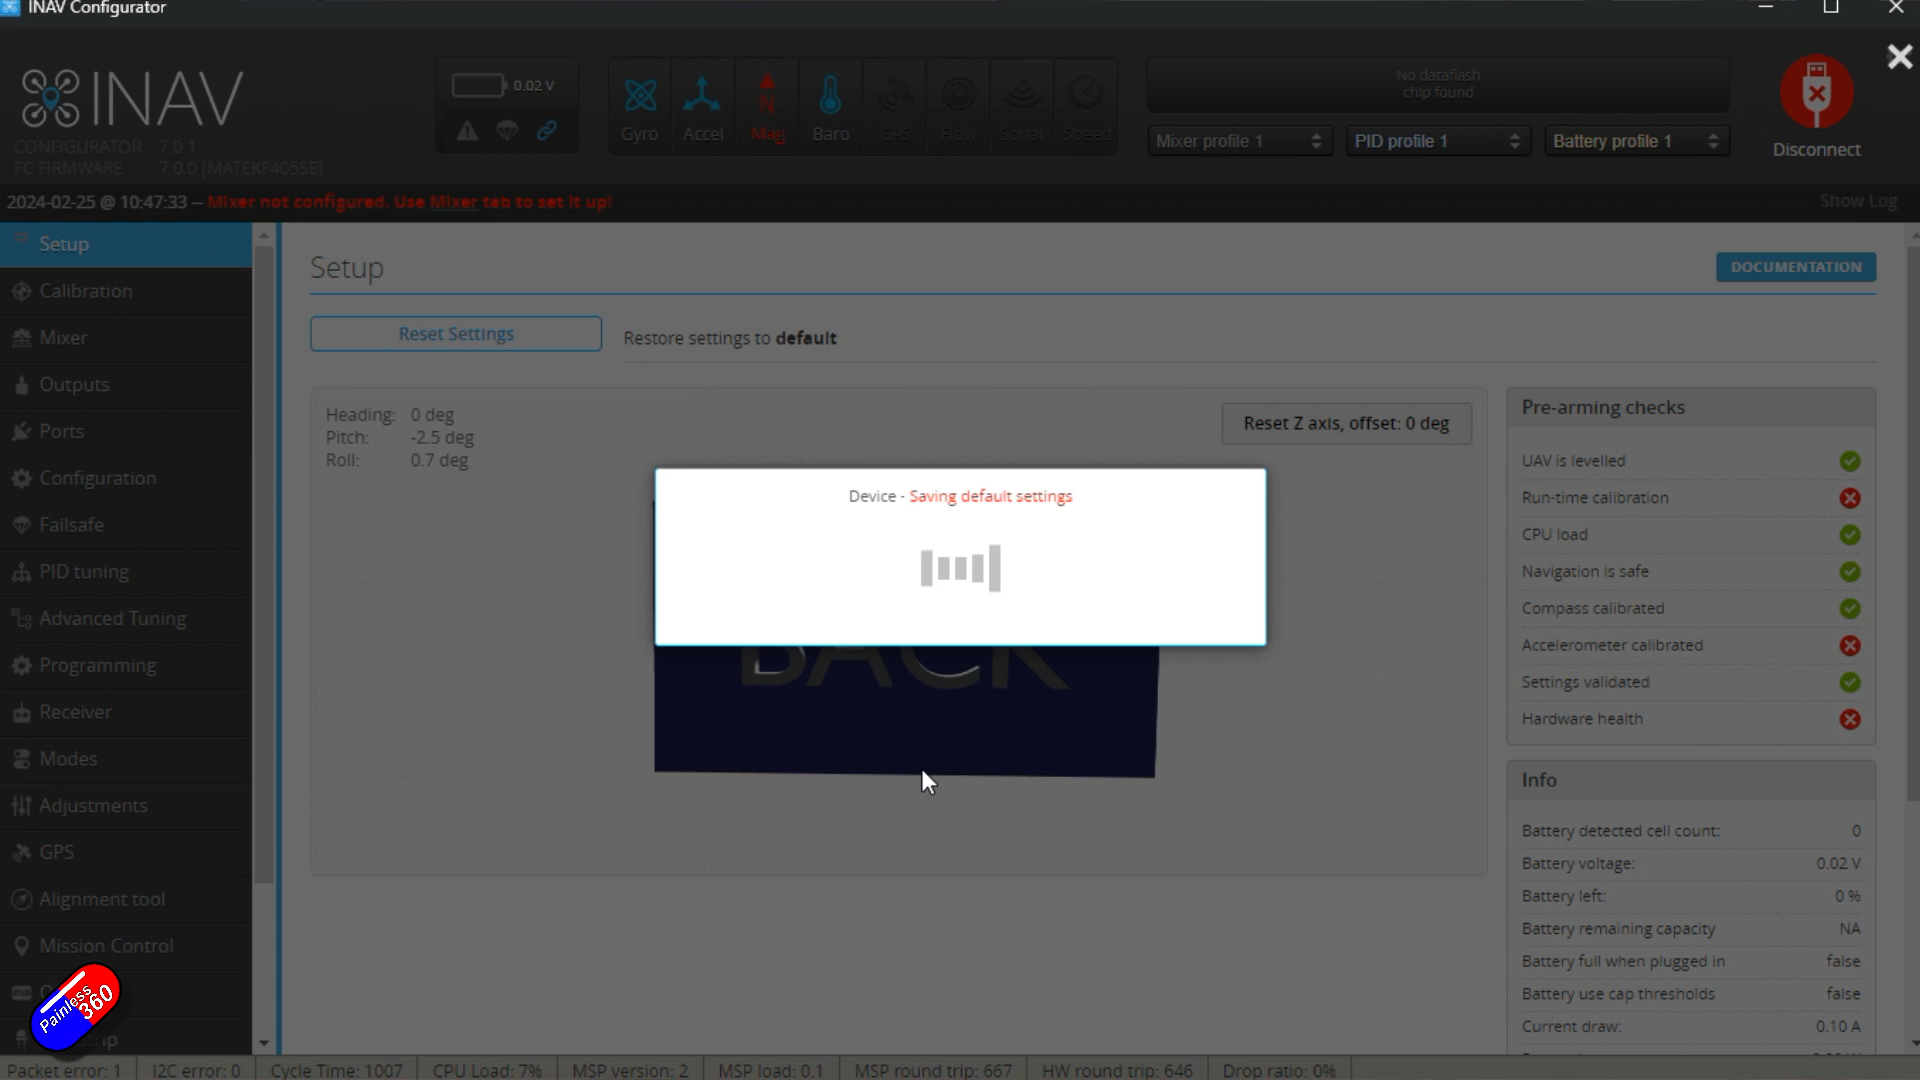 INAV Configurator
INAV
CONFIGURATOR 7.0.1
FC FIRMWARE 7.0.0 [MATEKF405SE]
0.02 V
Gyro
Accel
N
Mag
Baro
GPS
Flow
Sonar
Speed
No dataflash
chip found
Mixer profile 1
PID profile 1
Battery profile 1
Disconnect
2024-02-25 @ 10:47:33 -- Mixer not configured. Use Mixer tab to set it up!
Show Log
Setup
Calibration
Mixer
Outputs
Ports
Configuration
Failsafe
PID tuning
Advanced Tuning
Programming
Receiver
Modes
Adjustments
GPS
Alignment tool
Mission Control
Painless
360
Setup
DOCUMENTATION
Reset Settings
Restore settings to default
Heading: 0 deg
Pitch: -2.5 deg
Roll: 0.7 deg
Reset Z axis, offset: 0 deg
Device - Saving default settings
BACK
Pre-arming checks
UAV is levelled
Run-time calibration
CPU load
Navigation is safe
Compass calibrated
Accelerometer calibrated
Settings validated
Hardware health
Info
Battery detected cell count: 0
Battery voltage: 0.02 V
Battery left: 0 %
Battery remaining capacity NA
Battery full when plugged in false
Battery use cap thresholds false
Current draw: 0.10 A
Packet error: 1
I2C error: 0
Cycle Time: 1007
CPU Load: 7%
MSP version: 2
MSP load: 0.1
MSP round trip: 667
HW round trip: 646
Drop ratio: 0%